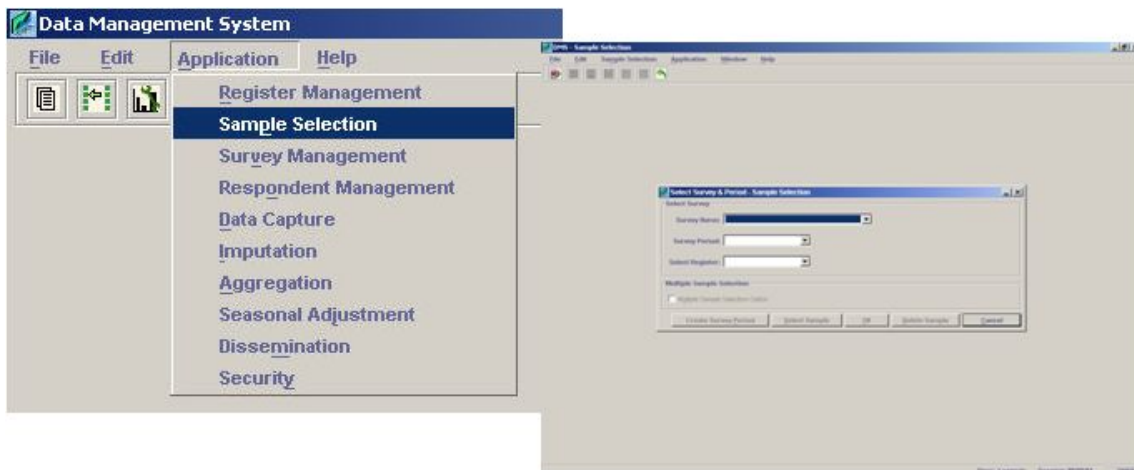 Data Management System
File Edit Application Help
Register Management
Sample Selection
Survey Management
Respondent Management
Data Capture
Imputation
Aggregation
Seasonal Adjustment
Dissemination
Security
DMS - Sample Selection
File Edit Sample Selection Application Window Help
Select Survey & Period - Sample Selection
Select Survey
Survey Name:
Survey Period:
Select Register:
Multiple Sample Selection
Create Survey Period Select Sample OK Delete Sample Cancel